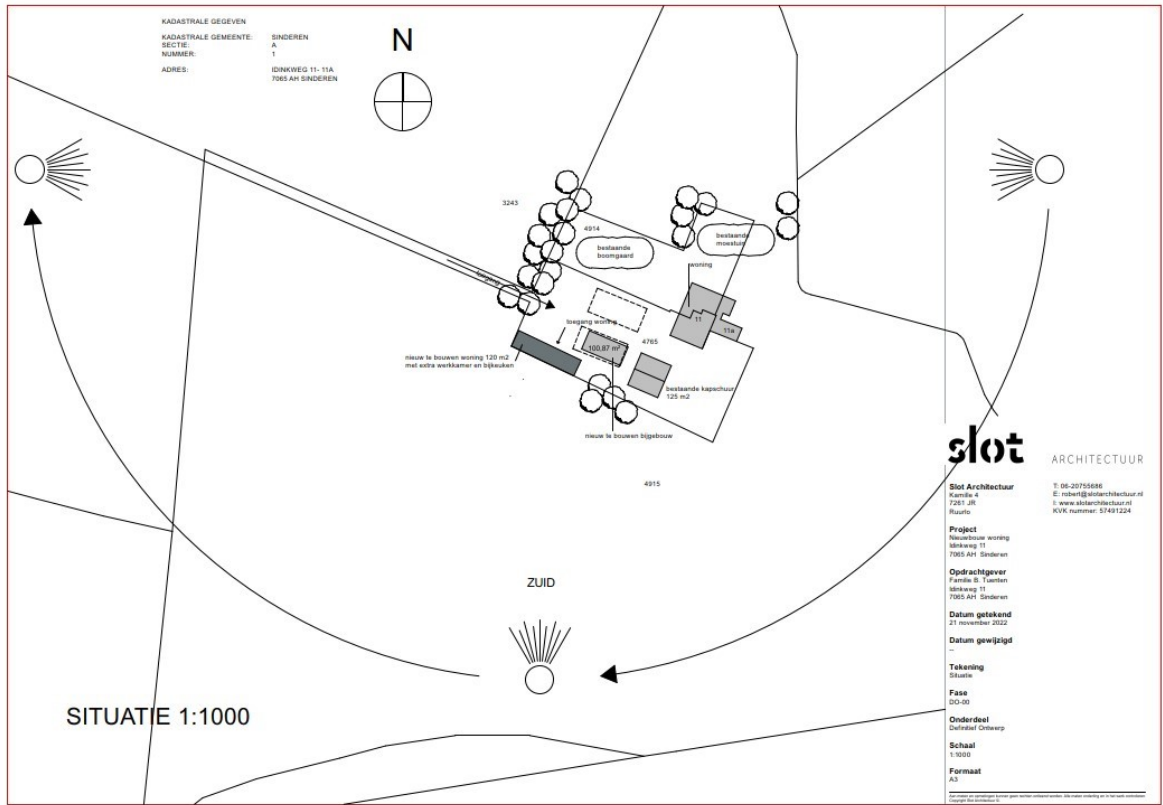 KADASTRALE GEGEVEN
KADASTRALE GEMEENTE: SINDEREN
SECTIE: A
NUMMER: 1
ADRES: IDINKWEG 11- 11A
7065 AH SINDEREN
N
3243
4914
bestaande
boomgaard
bestaande
moestuin
woning
toegang
11
11a
toegang woning
4765
100,87 m²
nieuw te bouwen woning 120 m2
met extra werkkamer en bijkeuken
bestaande kapschuur
125 m2
nieuw te bouwen bijgebouw
4915
ZUID
SITUATIE 1:1000
slot ARCHITECTUUR
Slot Architectuur
Kamille 4
7261 JR
Ruurlo
T: 06-20755686
E: robert@slotarchitectuur.nl
I: www.slotarchitectuur.nl
KVK nummer: 57491224
Project
Nieuwbouw woning
Idinkweg 11
7065 AH Sinderen
Opdrachtgever
Familie B. Tuenten
Idinkweg 11
7065 AH Sinderen
Datum getekend
21 november 2022
Datum gewijzigd
--
Tekening
Situatie
Fase
DO-00
Onderdeel
Definitief Ontwerp
Schaal
1:1000
Formaat
A3